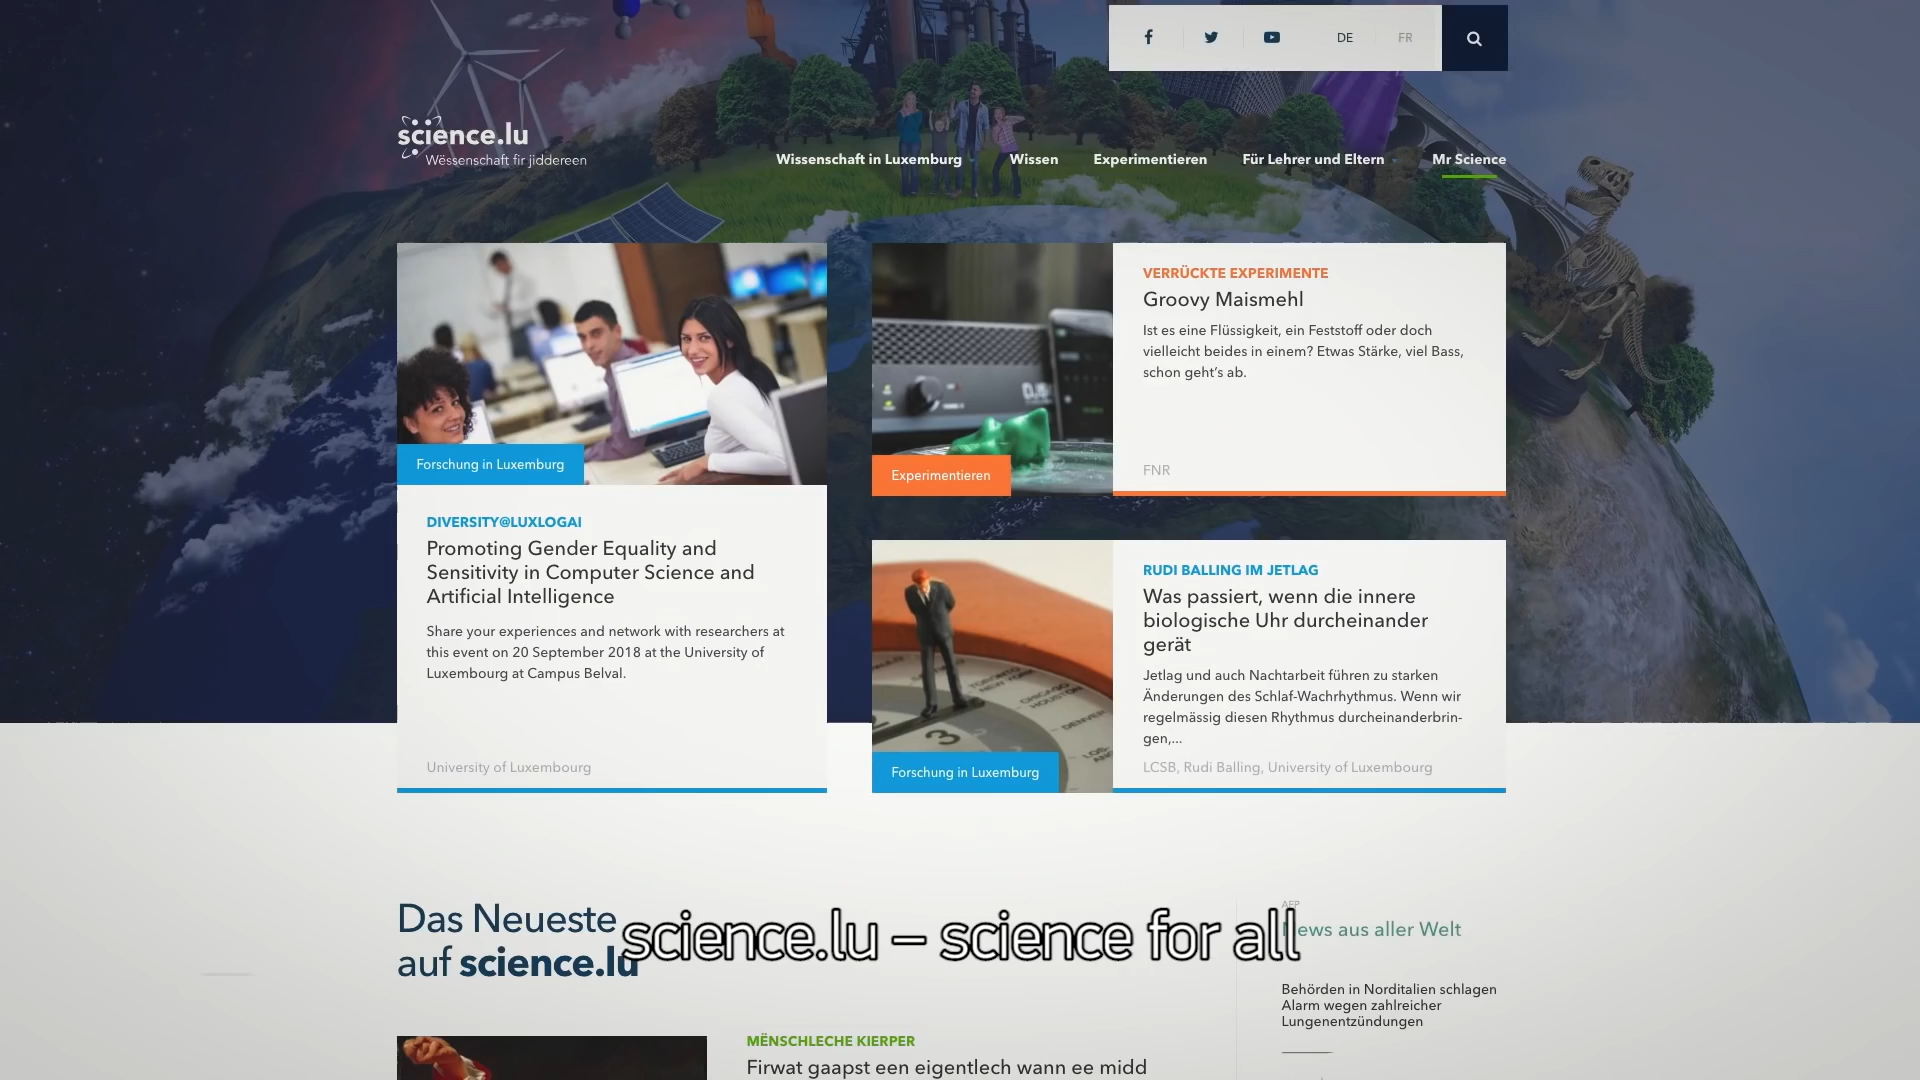 DE
FR
science.lu
Wëssenschaft fir jiddereen
Wissenschaft in Luxemburg
Wissen
Experimentieren
Für Lehrer und Eltern
Mr Science
Forschung in Luxemburg
DIVERSITY@LUXLOGAI
Promoting Gender Equality and
Sensitivity in Computer Science and
Artificial Intelligence
Share your experiences and network with researchers at
this event on 20 September 2018 at the University of
Luxembourg at Campus Belval.
University of Luxembourg
Experimentieren
VERRÜCKTE EXPERIMENTE
Groovy Maismehl
Ist es eine Flüssigkeit, ein Feststoff oder doch
vielleicht beides in einem? Etwas Stärke, viel Bass,
schon geht’s ab.
FNR
3
Forschung in Luxemburg
RUDI BALLING IM JETLAG
Was passiert, wenn die innere
biologische Uhr durcheinander
gerät
Jetlag und auch Nachtarbeit führen zu starken
Änderungen des Schlaf-Wachrhythmus. Wenn wir
regelmässig diesen Rhythmus durcheinanderbrin-
gen,...
LCSB, Rudi Balling, University of Luxembourg
Das Neueste
auf science.lu
science.lu – science for all
AFP
News aus aller Welt
Behörden in Norditalien schlagen
Alarm wegen zahlreicher
Lungenentzündungen
MËNSCHLECHE KIERPER
Firwat gaapst een eigentlech wann ee midd